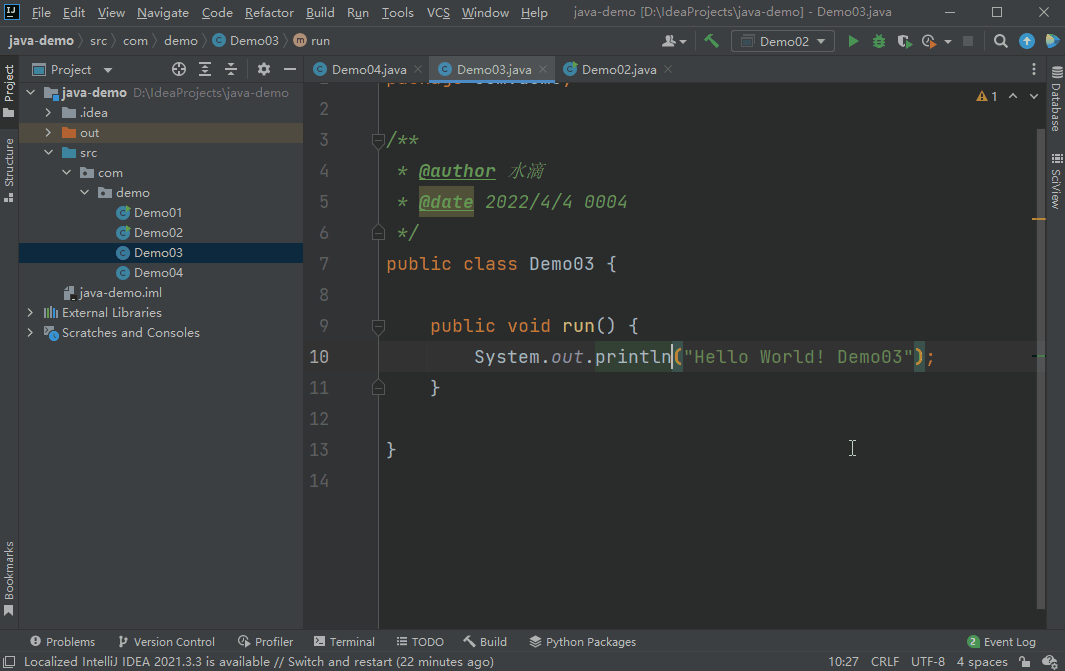 File Edit View Navigate Code Refactor Build Run Tools VCS Window Help java-demo [D:\IdeaProjects\java-demo] - Demo03.java
java-demo src com demo Demo03 run Demo02
Project
Demo04.java Demo03.java Demo02.java
java-demo D:\IdeaProjects\java-demo
.idea
out
src
com
demo
Demo01
Demo02
Demo03
Demo04
java-demo.iml
External Libraries
Scratches and Consoles
Project
Structure
Bookmarks
1
2
3 /**
4 * @author 水滴
5 * @date 2022/4/4 0004
6 */
7 public class Demo03 {
8
9 public void run() {
10 System.out.println("Hello World! Demo03");
11 }
12
13 }
14
Database
SciView
Problems Version Control Profiler Terminal TODO Build Python Packages 2 Event Log
Localized IntelliJ IDEA 2021.3.3 is available // Switch and restart (22 minutes ago) 10:27 CRLF UTF-8 4 spaces